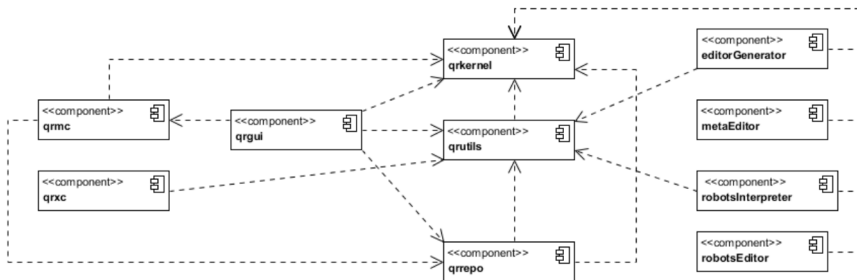 <<component>>
qrkernel
<<component>>
editorGenerator
<<component>>
qrmc
<<component>>
qrgui
<<component>>
qrutils
<<component>>
metaEditor
<<component>>
qrxc
<<component>>
robotsInterpreter
<<component>>
qrrepo
<<component>>
robotsEditor